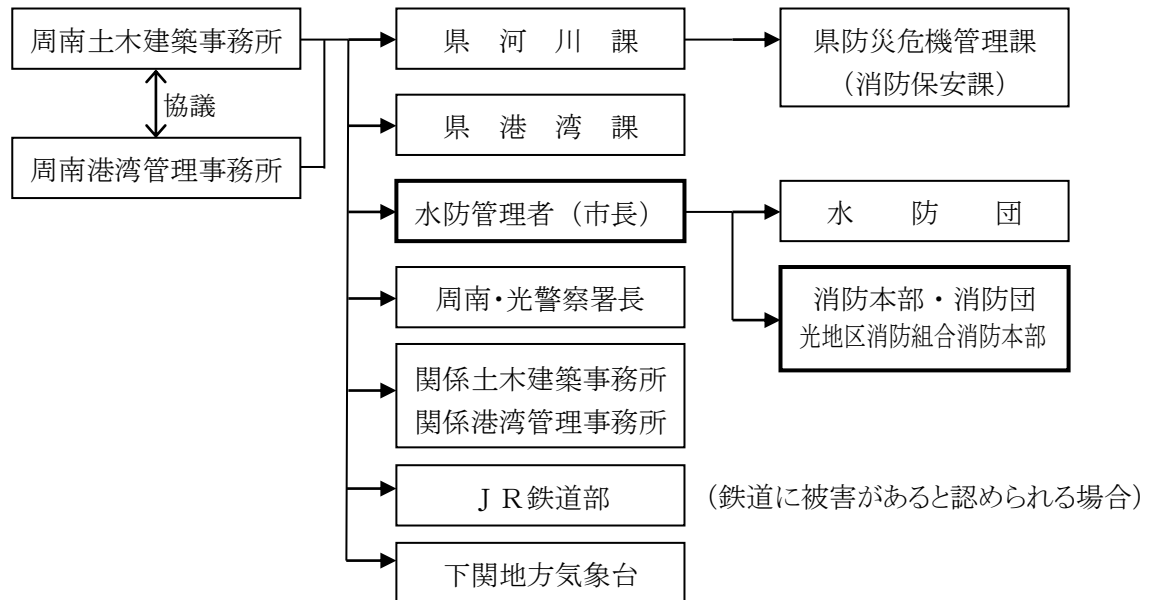 周南土木建築事務所
協議
周南港湾管理事務所
県河川課
県防災危機管理課
（消防保安課）
県港湾課
水防管理者（市長）
水防団
消防本部・消防団
光地区消防組合消防本部
周南・光警察署長
関係土木建築事務所
関係港湾管理事務所
ＪＲ鉄道部
（鉄道に被害があると認められる場合）
下関地方気象台